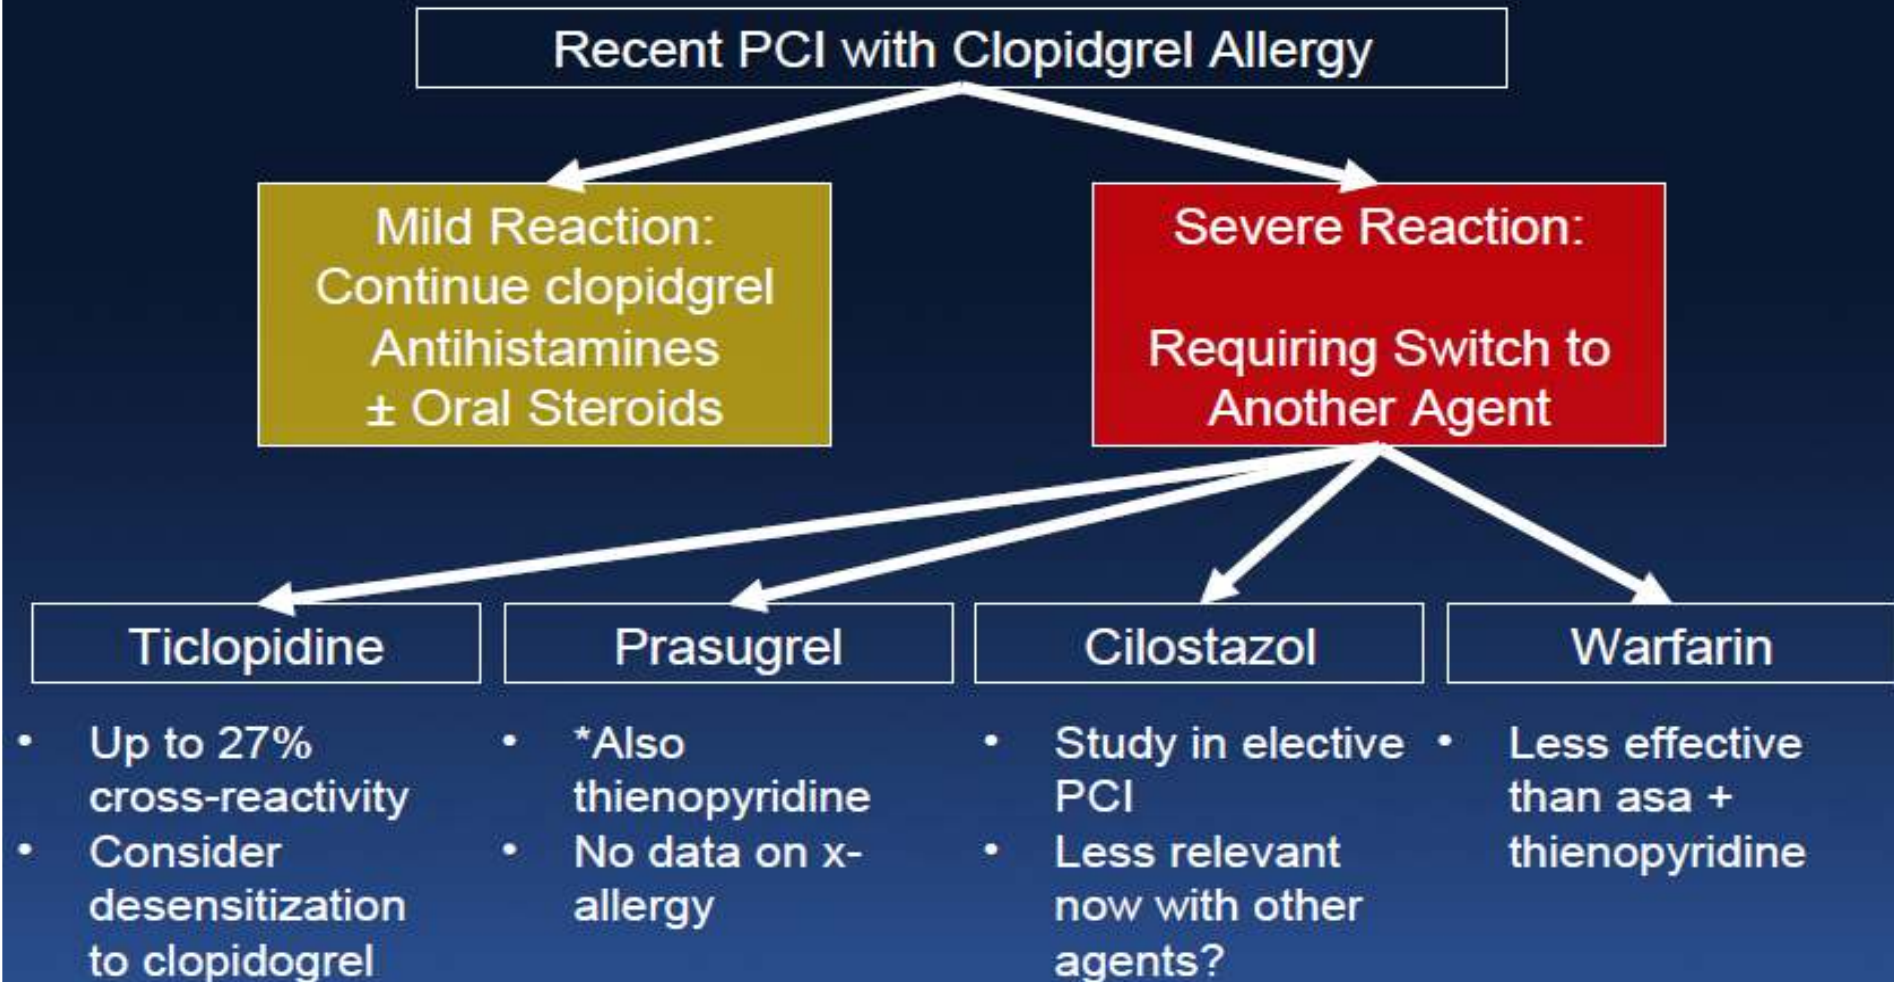 Recent PCI with Clopidgrel Allergy
Mild Reaction:
Continue clopidgrel
Antihistamines
± Oral Steroids
Severe Reaction:
Requiring Switch to
Another Agent
Ticlopidine
• Up to 27%
cross-reactivity
• Consider
desensitization
to clopidogrel
Prasugrel
• *Also
thienopyridine
• No data on x-
allergy
Cilostazol
• Study in elective
PCI
• Less relevant
now with other
agents?
Warfarin
• Less effective
than asa +
thienopyridine